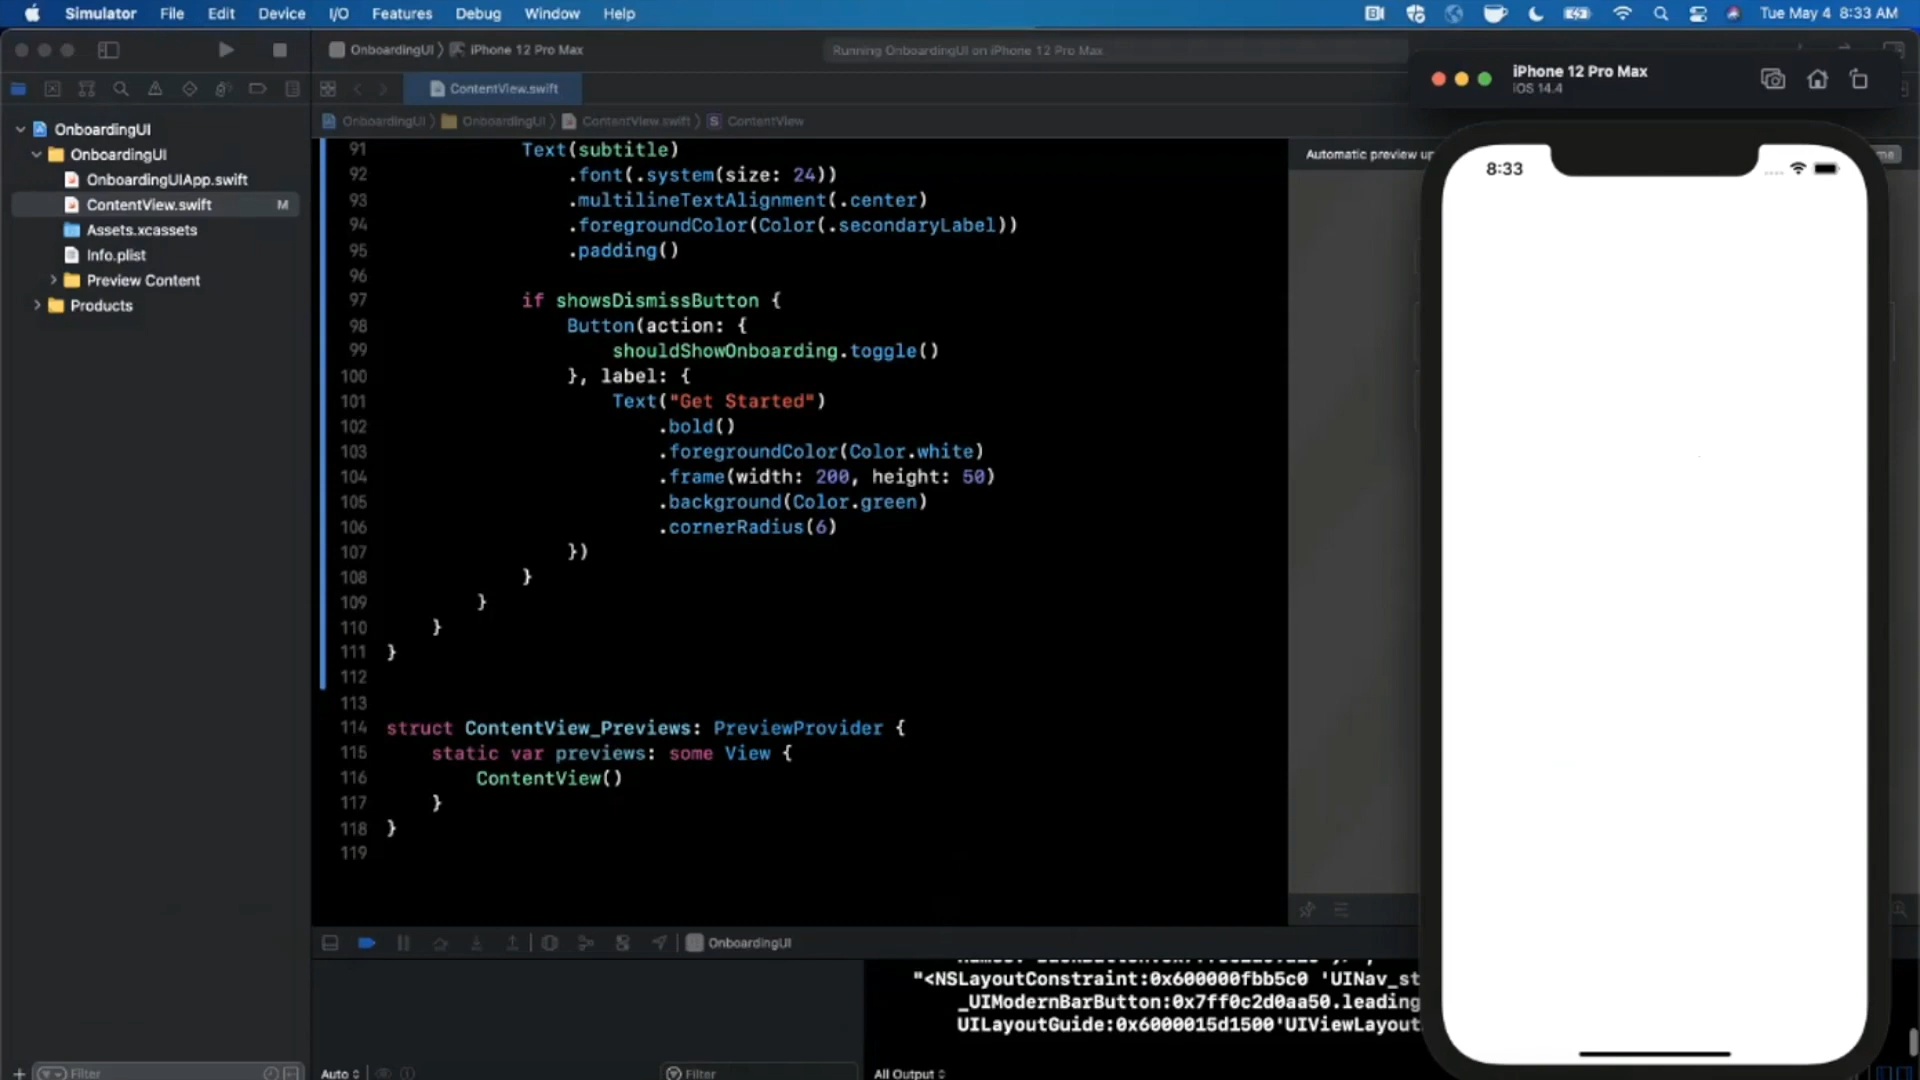 Simulator File Edit Device I/O Features Debug Window Help Tue May 4 8:33 AM
OnboardingUI iPhone 12 Pro Max
Running OnboardingUI on iPhone 12 Pro Max
iPhone 12 Pro Max
iOS 14.4
ContentView.swift
OnboardingUI OnboardingUI ContentView.swift S ContentView
OnboardingUI
OnboardingUI
OnboardingUIApp.swift
ContentView.swift M
Assets.xcassets
Info.plist
Preview Content
Products
91 Text(subtitle)
92 .font(.system(size: 24))
93 .multilineTextAlignment(.center)
94 .foregroundColor(Color(.secondaryLabel))
95 .padding()
96
97 if showsDismissButton {
98 Button(action: {
99 shouldShowOnboarding.toggle()
100 }, label: {
101 Text("Get Started")
102 .bold()
103 .foregroundColor(Color.white)
104 .frame(width: 200, height: 50)
105 .background(Color.green)
106 .cornerRadius(6)
107 })
108 }
109 }
110 }
111 }
112
113
114 struct ContentView_Previews: PreviewProvider {
115 static var previews: some View {
116 ContentView()
117 }
118 }
119
Automatic preview up
me
8:33
OnboardingUI
"<NSLayoutConstraint:0x600000fbb5c0 'UINav_st
_UIModernBarButton:0x7ff0c2d0aa50.leading
UILayoutGuide:0x6000015d1500'UIViewLayout
Filter
Auto
Filter
All Output